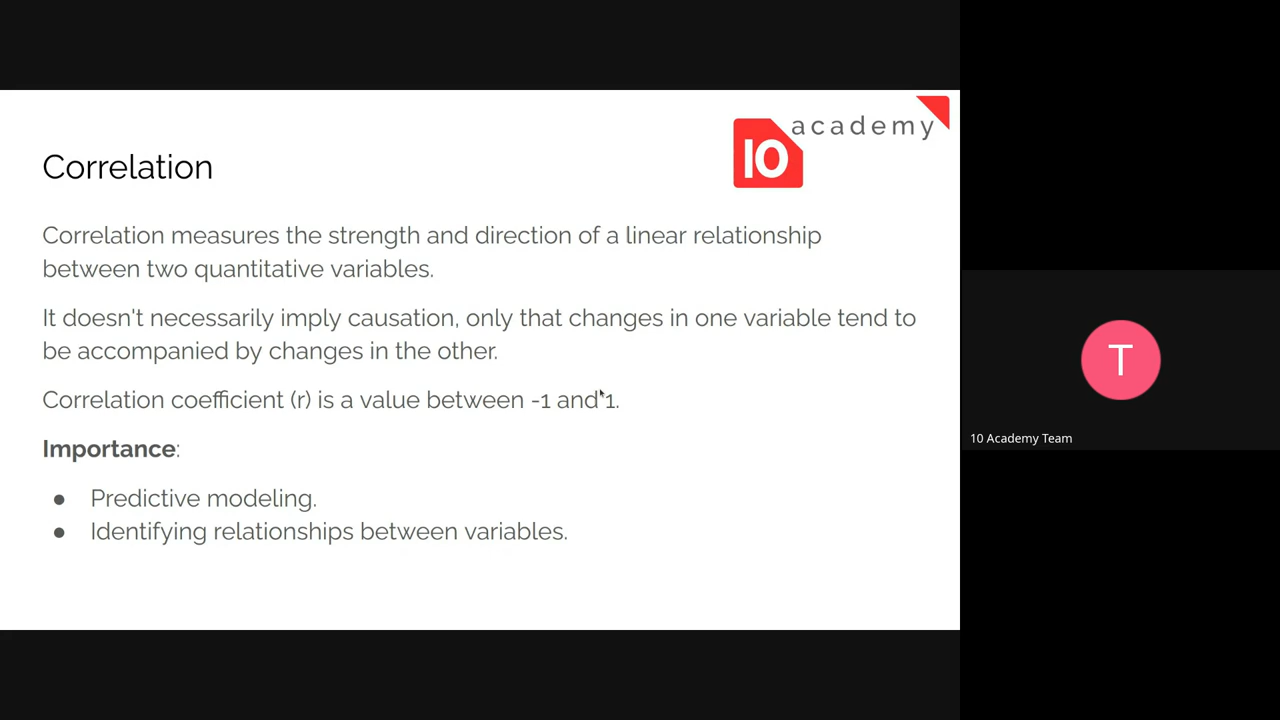 10 academy
Correlation
Correlation measures the strength and direction of a linear relationship
between two quantitative variables.
It doesn't necessarily imply causation, only that changes in one variable tend to
be accompanied by changes in the other.
Correlation coefficient (r) is a value between -1 and 1.
Importance:
● Predictive modeling.
● Identifying relationships between variables.
T
10 Academy Team